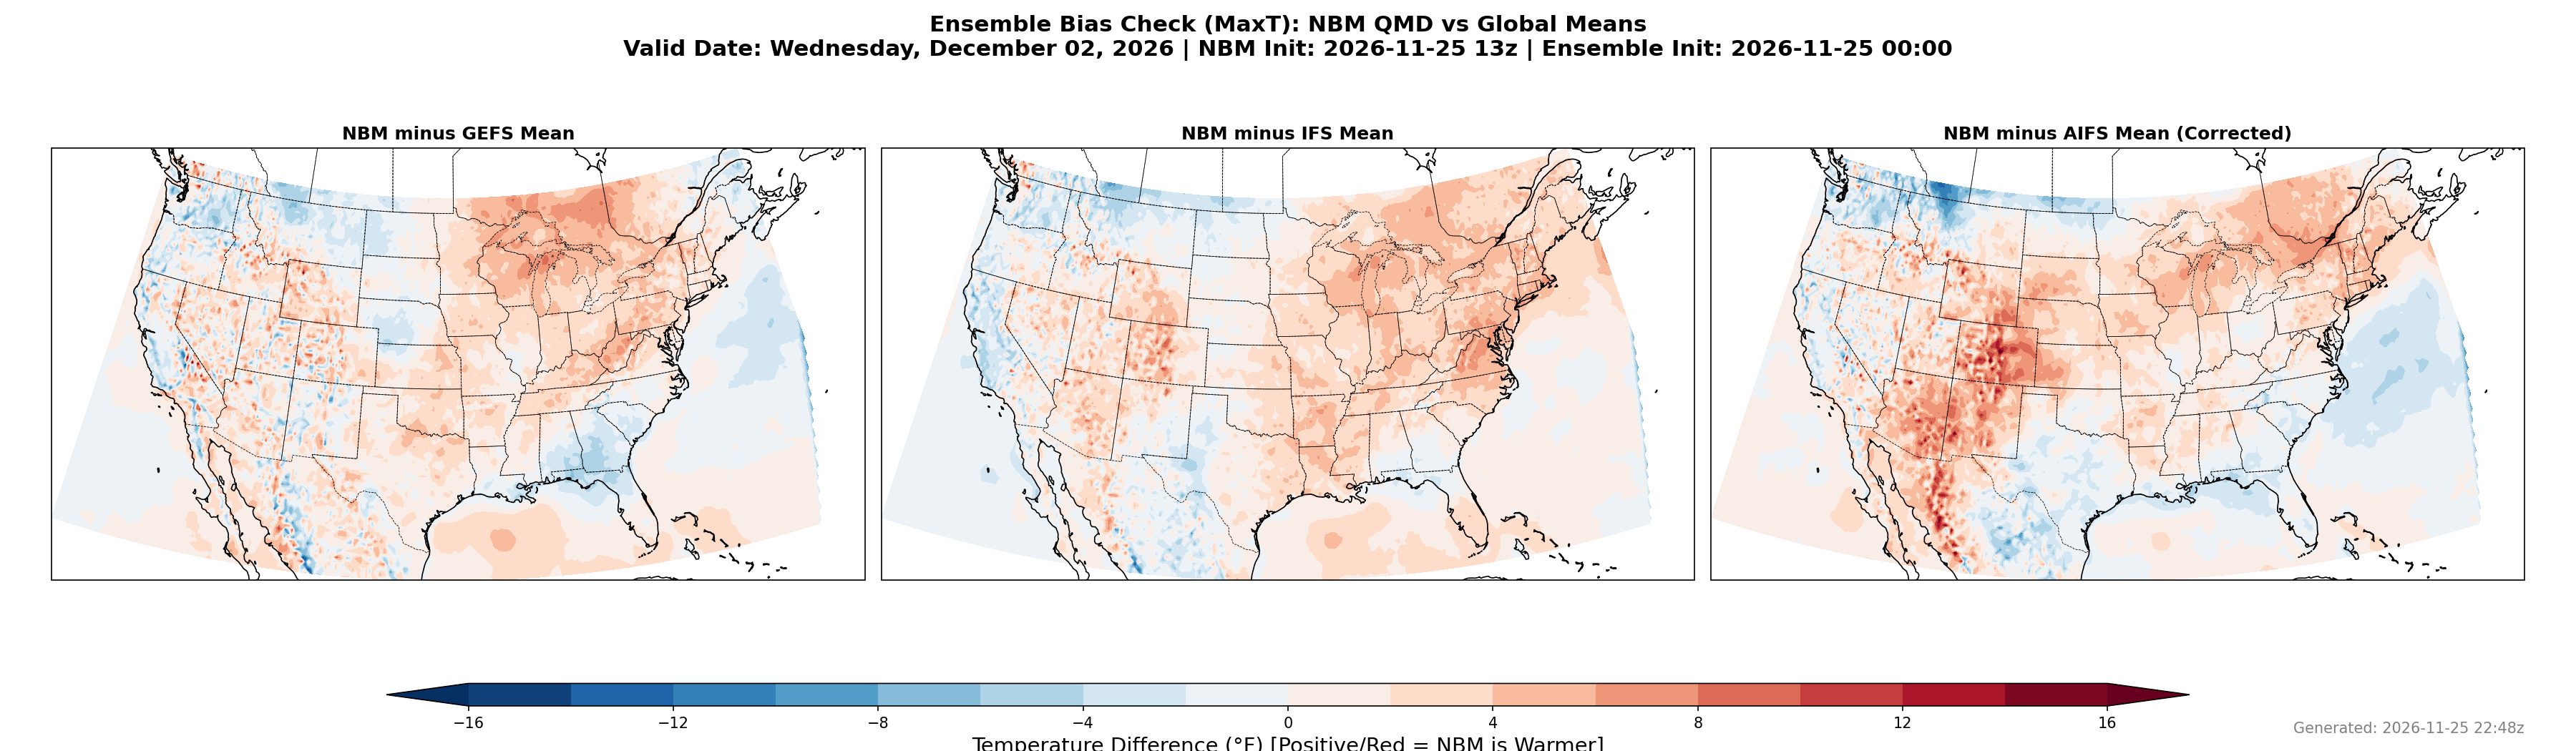 Ensemble Bias Check (MaxT): NBM QMD vs Global Means
Valid Date: Wednesday, December 02, 2026 | NBM Init: 2026-11-25 13z | Ensemble Init: 2026-11-25 00:00
NBM minus GEFS Mean
NBM minus IFS Mean
NBM minus AIFS Mean (Corrected)
−16 −12 −8 −4 0 4 8 12 16
Generated: 2026-11-25 22:48z
Temperature Difference (°F) [Positive/Red = NBM is Warmer]